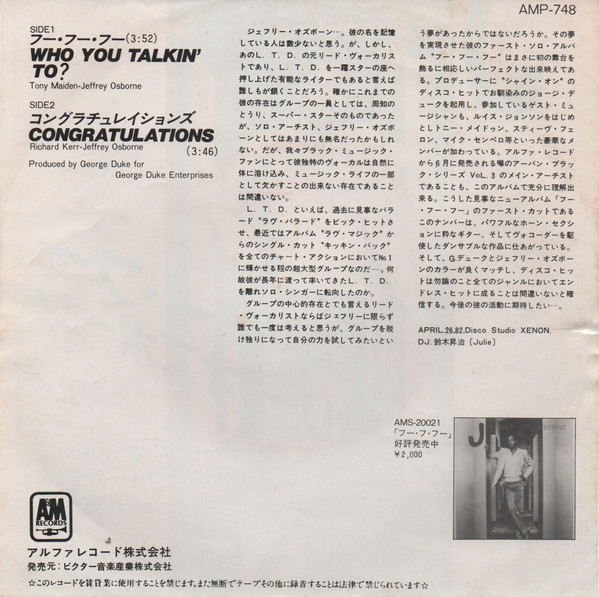 AMP-748
SIDE1
フー・フー・フー(3:52)
WHO YOU TALKIN'
TO?
Tony Maiden-Jeffrey Osborne
SIDE2
コングラチュレイションズ
CONGRATULATIONS
Richard Kerr-Jeffrey Osborne
(3:46)
Produced by George Duke for
George Duke Enterprises
ジェフリー・オズボーン…。彼の名を記憶
している人は数少ないと思う。が、しかし、
あのL．T．D．の元リード・ヴォーカリス
トであり、L．T．D．を一躍スターの座へ
押し上げた有能なライターでもあると言えば
誰しもが頷くことだろう。確かにこれまでの
彼の存在はグループの一員としては、周知の
とうり、スーパー・スターそのものであった
が、ソロ・アーチスト、ジェフリー・オズボ
ーンとしてはあまりにも無名だったかもしれ
ない。だが、我々ブラック・ミュージック・
ファンにとって彼独特のヴォーカルは自然に
体に溶け込み、ミュージック・ライフの一部
として欠かすことの出来ない存在であること
は間違いない。
L．T．D．といえば、過去に見事なバラ
ード“ラヴ・バラード”をビック・ヒットさ
せ、最近ではアルバム“ラヴ・マジック”か
らのシングル・カット“キッキン・バック”
を全てのチャート・アクションにおいてNo.1
に輝かせる程の超大型グループなのだ…。何
故彼が長年に渡って率いてきたL．T．D．
を離れソロ・シンガーに転向したのか。
グループの中心的存在とでも言えるリード
・ヴォーカリストならばジェフリーに限らず
誰でも一度は考えると思うが、グループを脱
け独りになって自分の力を試してみたいとい
う夢があったからではないだろうか。その夢
を実現させた彼のファースト・ソロ・アルバ
ム“フー・フー・フー”はまさに初の舞台を
飾るに相応しいパーフェクトな出来映えであ
る。プロデューサーに“シャイン・オン”の
ディスコ・ヒットでお馴染みのジョージ・デ
ュークを起用し、参加しているゲスト・ミュ
ージシャンも、ルイス・ジョンソンをはじめ
としトニー・メイドゥン、スティーヴ・フェ
ロン、マイク・センベロ等といった豪華なメ
ンバーが加わっている。アルファ・レコード
から6月に発売される噂のアーバン・ブラッ
ク・シリーズ VoL.3のメイン・アーチスト
であることも、このアルバムで充分に理解出
来る。こうした見事なニューアルバム「フー
・フー・フー」のファースト・カットである
このナンバーは、パワフルなホーン・セクシ
ョンに粋なギター、そしてヴォコーダーを駆
使したダンサブルな作品に仕あがっている。
そして、G.デュークとジェフリー・オズボー
ンのカラーが良くマッチし、ディスコ・ヒッ
トは勿論のこと全てのジャンルにおいてエン
ドレス・ヒットに成ることは間違いないと確
信する。今後の彼の活動に期待したい…。
APRIL.26.82.Disco Studio XENON.
DJ. 鈴木昇治〔Julie〕
AMS-20021
「フー・フ・フー」
好評発売中
￥2,000
A&M
RECORDS
アルファレコード株式会社
発売元：ビクター音楽産業株式会社
☆このレコードを賃貸業に使用することを禁じます。また無断でテープその他に録音することは法律で禁じられています☆